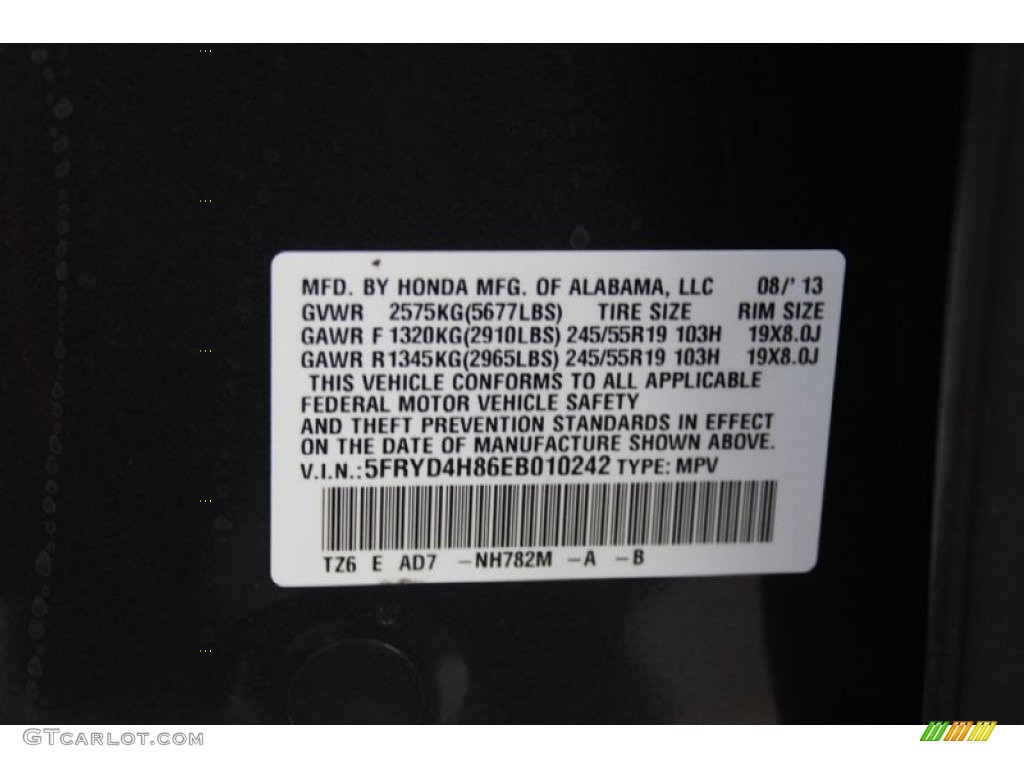 MFD. BY HONDA MFG. OF ALABAMA, LLC 08/' 13
GVWR 2575KG(5677LBS) TIRE SIZE RIM SIZE
GAWR F 1320KG(2910LBS) 245/55R19 103H 19X8.0J
GAWR R1345KG(2965LBS) 245/55R19 103H 19X8.0J
THIS VEHICLE CONFORMS TO ALL APPLICABLE
FEDERAL MOTOR VEHICLE SAFETY
AND THEFT PREVENTION STANDARDS IN EFFECT
ON THE DATE OF MANUFACTURE SHOWN ABOVE.
V.I.N.:5FRYD4H86EB010242 TYPE: MPV
TZ6 E AD7 -NH782M -A -B
GTCARLOT.COM